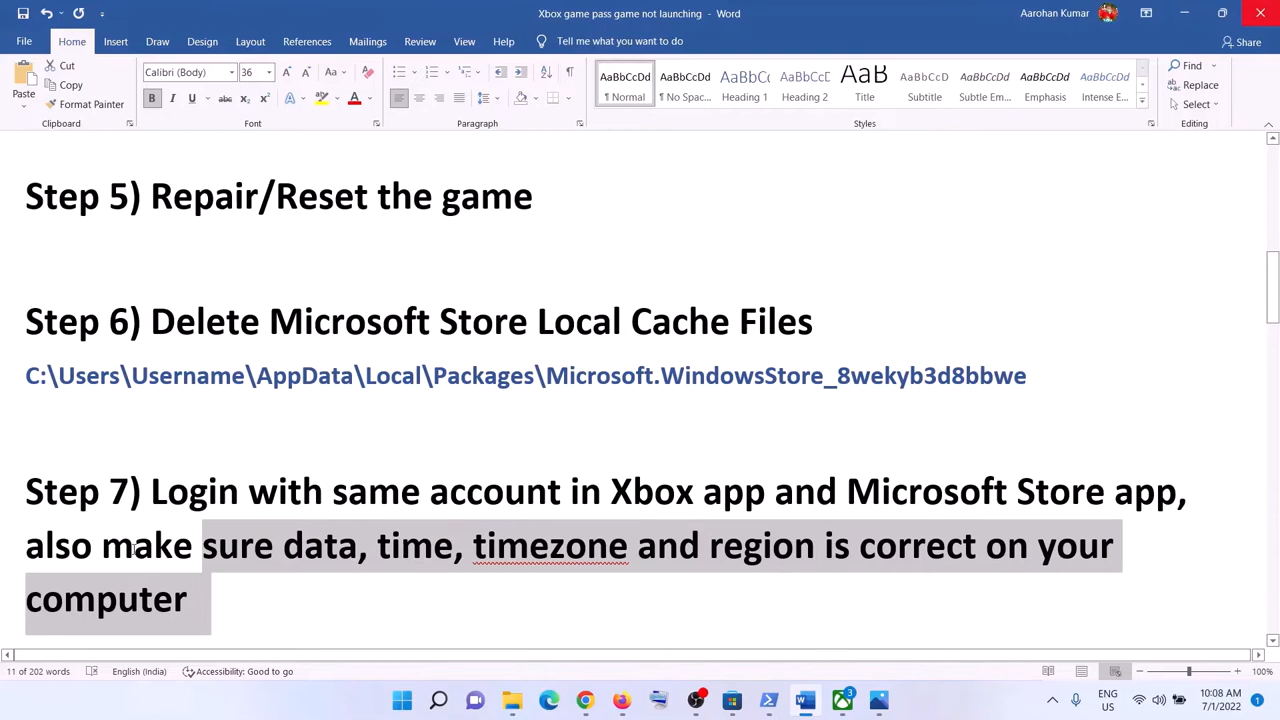 Xbox game pass game not launching - Word
Aarohan Kumar
File Home Insert Draw Design Layout References Mailings Review View Help Tell me what you want to do Share
Paste
Cut
Copy
Format Painter
Clipboard
Calibri (Body) 36
Font
Paragraph
AaBbCcDd AaBbCcDd AaBbCcC AaBbCcC AaB AaBbCcD AaBbCcDd AaBbCcDd AaBbCcDd
¶ Normal ¶ No Spac... Heading 1 Heading 2 Title Subtitle Subtle Em... Emphasis Intense E...
Styles
Find
Replace
Select
Editing
Step 5) Repair/Reset the game
Step 6) Delete Microsoft Store Local Cache Files
C:\Users\Username\AppData\Local\Packages\Microsoft.WindowsStore_8wekyb3d8bbwe
Step 7) Login with same account in Xbox app and Microsoft Store app,
also make sure data, time, timezone and region is correct on your
computer
11 of 202 words English (India) Accessibility: Good to go 100%
ENG
US
10:08 AM
7/1/2022